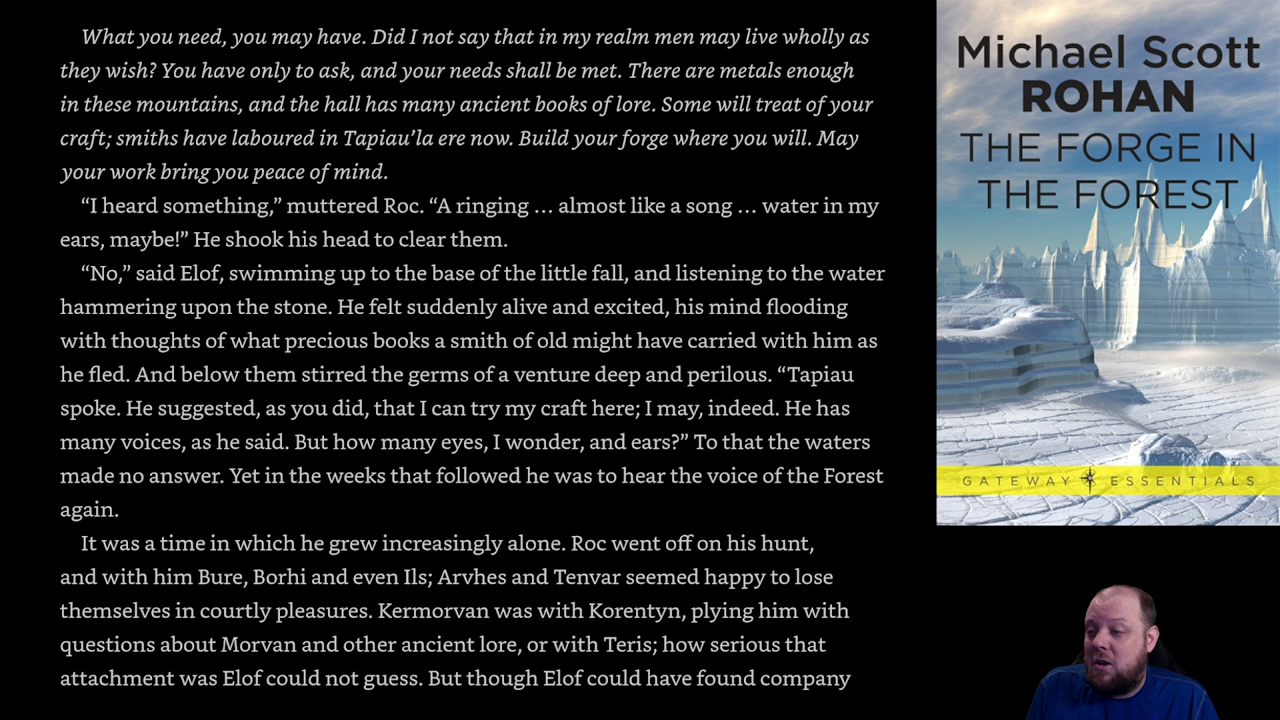 What you need, you may have. Did I not say that in my realm men may live wholly as
they wish? You have only to ask, and your needs shall be met. There are metals enough
in these mountains, and the hall has many ancient books of lore. Some will treat of your
craft; smiths have laboured in Tapiau’la ere now. Build your forge where you will. May
your work bring you peace of mind.
“I heard something,” muttered Roc. “A ringing … almost like a song … water in my
ears, maybe!” He shook his head to clear them.
“No,” said Elof, swimming up to the base of the little fall, and listening to the water
hammering upon the stone. He felt suddenly alive and excited, his mind flooding
with thoughts of what precious books a smith of old might have carried with him as
he fled. And below them stirred the germs of a venture deep and perilous. “Tapiau
spoke. He suggested, as you did, that I can try my craft here; I may, indeed. He has
many voices, as he said. But how many eyes, I wonder, and ears?” To that the waters
made no answer. Yet in the weeks that followed he was to hear the voice of the Forest
again.
It was a time in which he grew increasingly alone. Roc went off on his hunt,
and with him Bure, Borhi and even Ils; Arvhes and Tenvar seemed happy to lose
themselves in courtly pleasures. Kermorvan was with Korentyn, plying him with
questions about Morvan and other ancient lore, or with Teris; how serious that
attachment was Elof could not guess. But though Elof could have found company
Michael Scott
ROHAN
THE FORGE IN
THE FOREST
GATEWAY ESSENTIALS